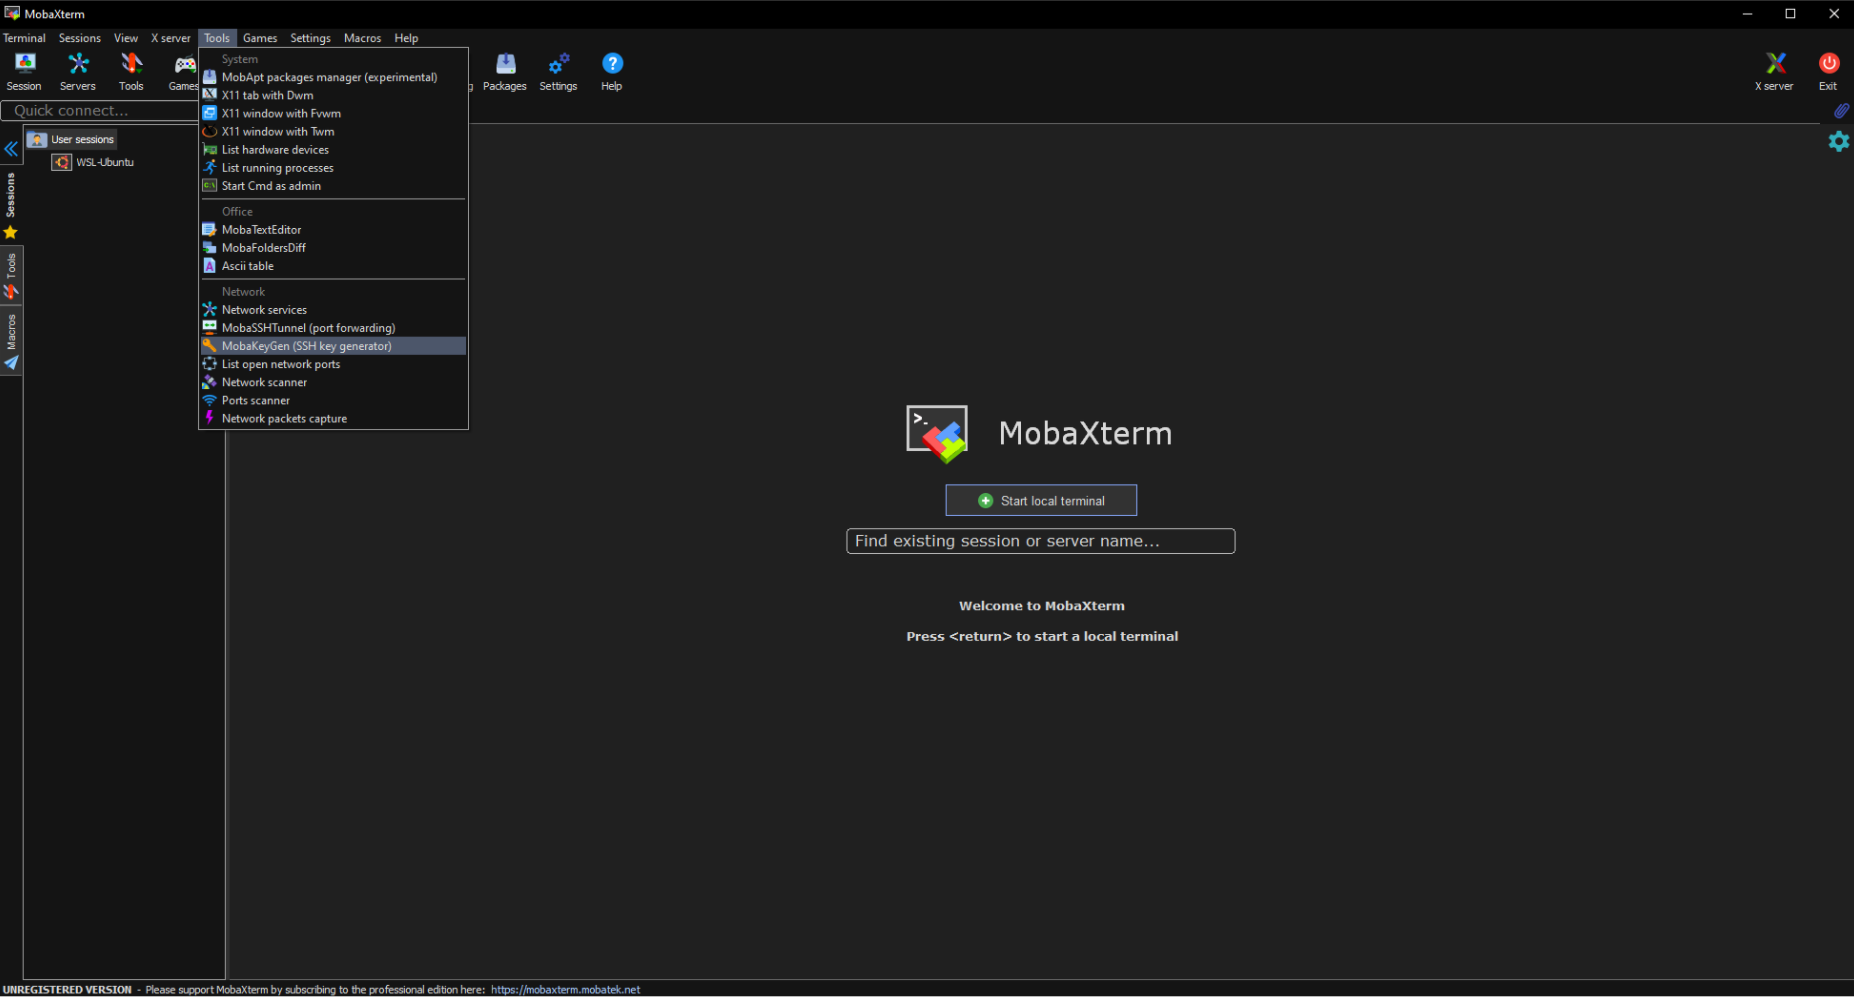 MobaXterm
Terminal Sessions View X server Tools Games Settings Macros Help
Session Servers Tools Games Packages Settings Help X server Exit
Quick connect...
User sessions
WSL-Ubuntu
Sessions
Tools
Macros
System
MobApt packages manager (experimental)
X11 tab with Dwm
X11 window with Fvwm
X11 window with Twm
List hardware devices
List running processes
Start Cmd as admin
Office
MobaTextEditor
MobaFoldersDiff
Ascii table
Network
Network services
MobaSSHTunnel (port forwarding)
MobaKeyGen (SSH key generator)
List open network ports
Network scanner
Ports scanner
Network packets capture
MobaXterm
Start local terminal
Find existing session or server name...
Welcome to MobaXterm
Press <return> to start a local terminal
UNREGISTERED VERSION - Please support MobaXterm by subscribing to the professional edition here: https://mobaxterm.mobatek.net